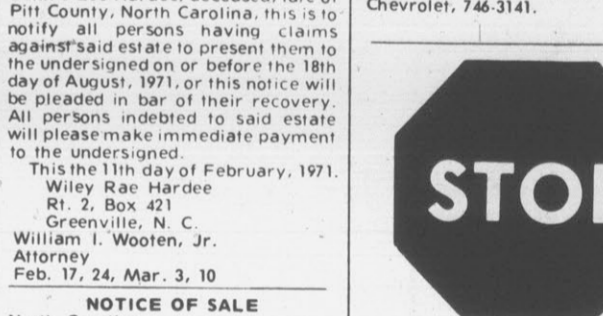 Pitt County, North Carolina, this is to
notify all persons having claims
against said estate to present them to
the undersigned on or before the 18th
day of August, 1971, or this notice will
be pleaded in bar of their recovery.
All persons indebted to said estate
will please make immediate payment
to the undersigned.
This the 11th day of February, 1971.
Wiley Rae Hardee
Rt. 2, Box 421
Greenville, N. C.
William I. Wooten, Jr.
Attorney
Feb. 17, 24, Mar. 3, 10
NOTICE OF SALE
Chevrolet, 746-3141.
STO